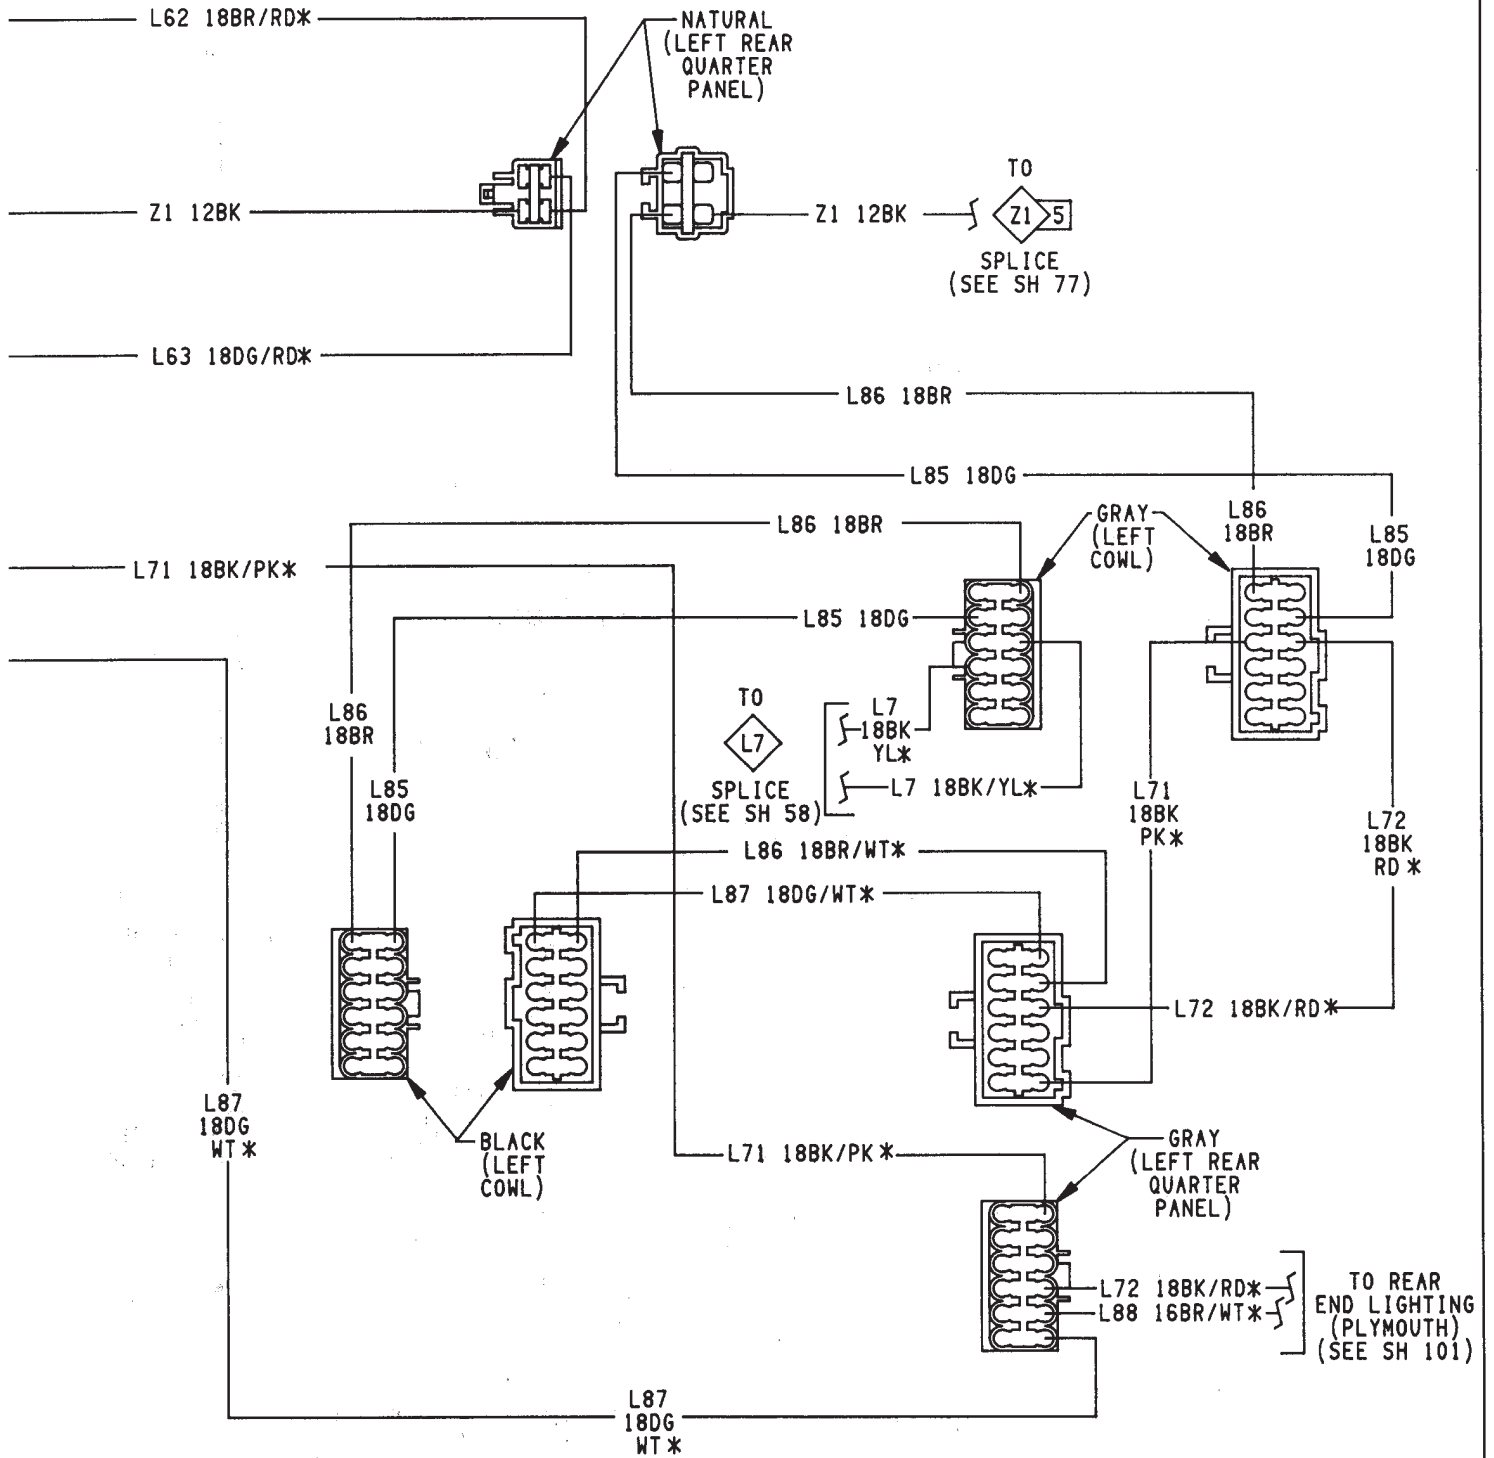 L62 18BR/RD*
NATURAL
(LEFT REAR
QUARTER
PANEL)
TO
Z1 12BK
Z1 12BK
Z1 5
SPLICE
(SEE SH 77)
L63 18DG/RD*
L86 18BR
L85 18DG
L86 18BR
GRAY
(LEFT
COWL)
L86
18BR
L85
18DG
L71 18BK/PK*
L85 18DG
L86
18BR
TO
L7
SPLICE
(SEE SH 58)
L7
18BK
YL*
L7 18BK/YL*
L85
18DG
L71
18BK
PK*
L72
18BK
RD*
L86 18BR/WT*
L87 18DG/WT*
L72 18BK/RD*
L87
18DG
WT*
BLACK
(LEFT
COWL)
L71 18BK/PK*
GRAY
(LEFT REAR
QUARTER
PANEL)
L72 18BK/RD*
L88 16BR/WT*
TO REAR
END LIGHTING
(PLYMOUTH)
(SEE SH 101)
L87
18DG
WT*